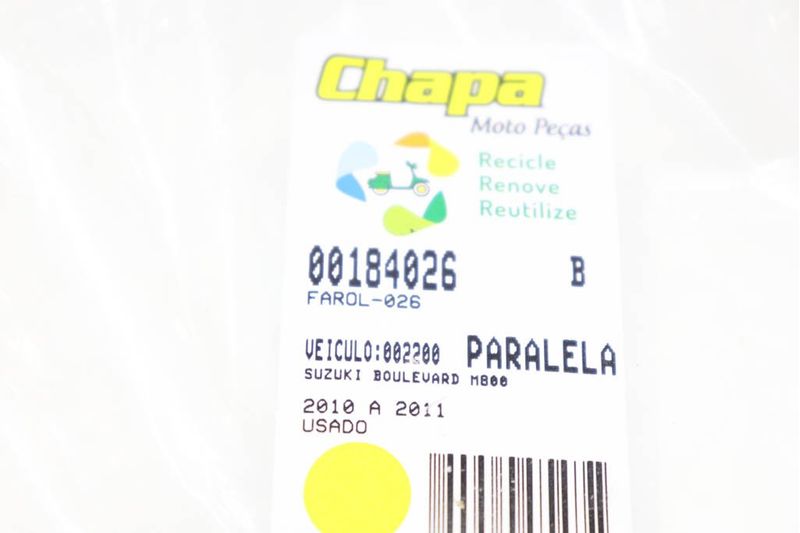 Chapa
Moto Peças
Recicle
Renove
Reutilize
00184026 B
FAROL-026
VEICULO:002200 PARALELA
SUZUKI BOULEVARD M800
2010 A 2011
USADO